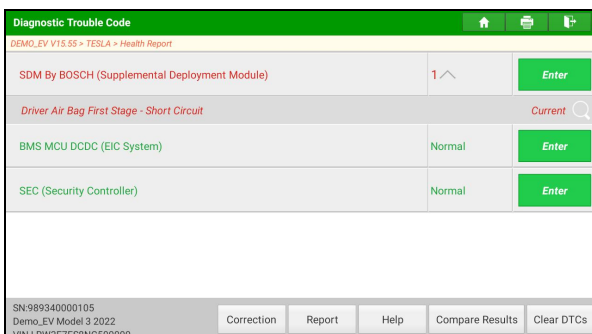 Diagnostic Trouble Code
DEMO_EV V15.55 > TESLA > Health Report
SDM By BOSCH (Supplemental Deployment Module)
1
Enter
Driver Air Bag First Stage - Short Circuit
Current
BMS MCU DCDC (EIC System)
Normal
Enter
SEC (Security Controller)
Normal
Enter
SN:989340000105
Demo_EV Model 3 2022
Correction
Report
Help
Compare Results
Clear DTCs